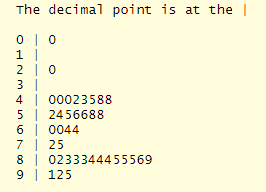 The decimal point is at the |
0 | 0
1 |
2 | 0
3 |
4 | 00023588
5 | 2456688
6 | 0044
7 | 25
8 | 0233344455569
9 | 125